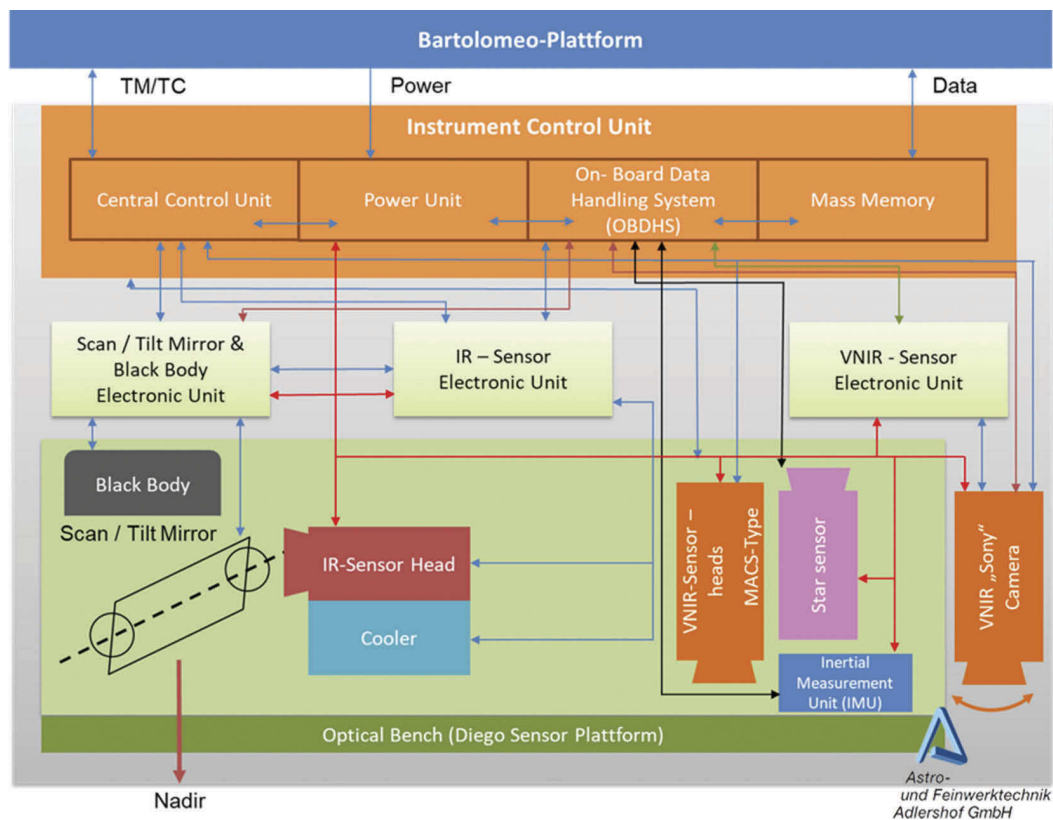 Bartolomeo-Plattform
TM/TC
Power
Data
Instrument Control Unit
Central Control Unit
Power Unit
On- Board Data
Handling System
(OBDHS)
Mass Memory
Scan / Tilt Mirror &
Black Body
Electronic Unit
IR – Sensor
Electronic Unit
VNIR - Sensor
Electronic Unit
Black Body
Scan / Tilt Mirror
IR-Sensor Head
Cooler
VNIR-Sensor –
heads
MACS-Type
Star sensor
VNIR „Sony“
Camera
Inertial
Measurement
Unit (IMU)
Optical Bench (Diego Sensor Plattform)
Nadir
Astro-
und Feinwerktechnik
Adlershof GmbH